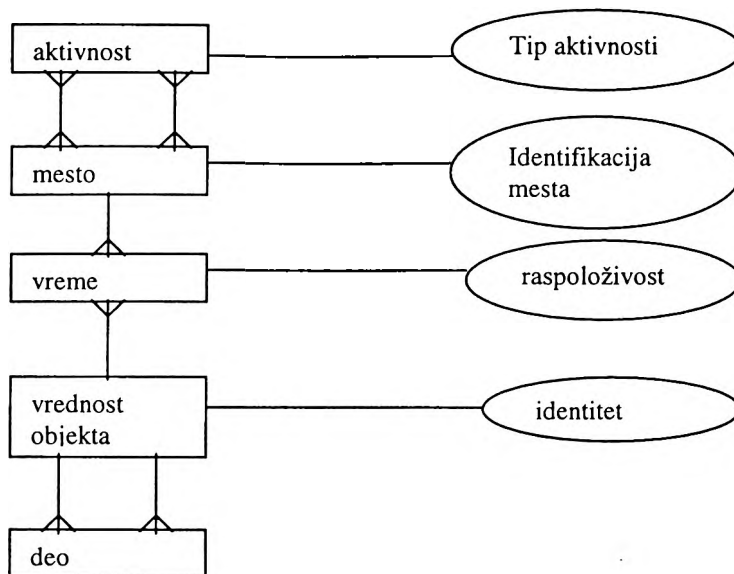 aktivnost
Tip aktivnosti
mesto
Identifikacija
mesta
vreme
raspoloživost
vrednost
objekta
identitet
deo